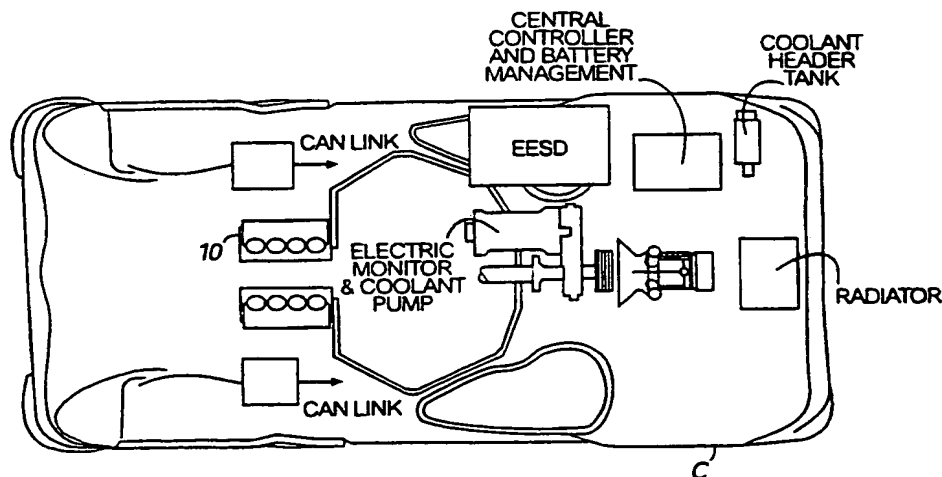 CENTRAL
CONTROLLER
AND BATTERY
MANAGEMENT
COOLANT
HEADER
TANK
CAN LINK
EESD
10
ELECTRIC
MONITOR
& COOLANT
PUMP
RADIATOR
CAN LINK
C